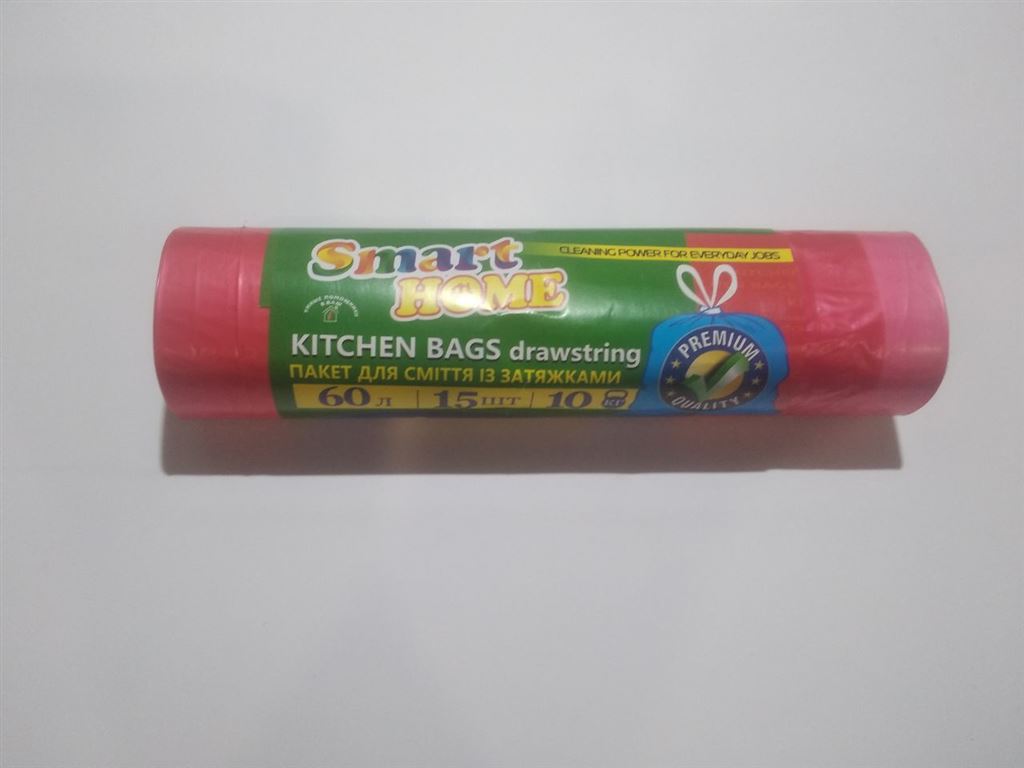 Smart
HOME
CLEANING POWER FOR EVERYDAY JOBS
KITCHEN BAGS drawstring
ПАКЕТ ДЛЯ СМІТТЯ ІЗ ЗАТЯЖКАМИ
60 л 15 шт 10 кг
PREMIUM
QUALITY